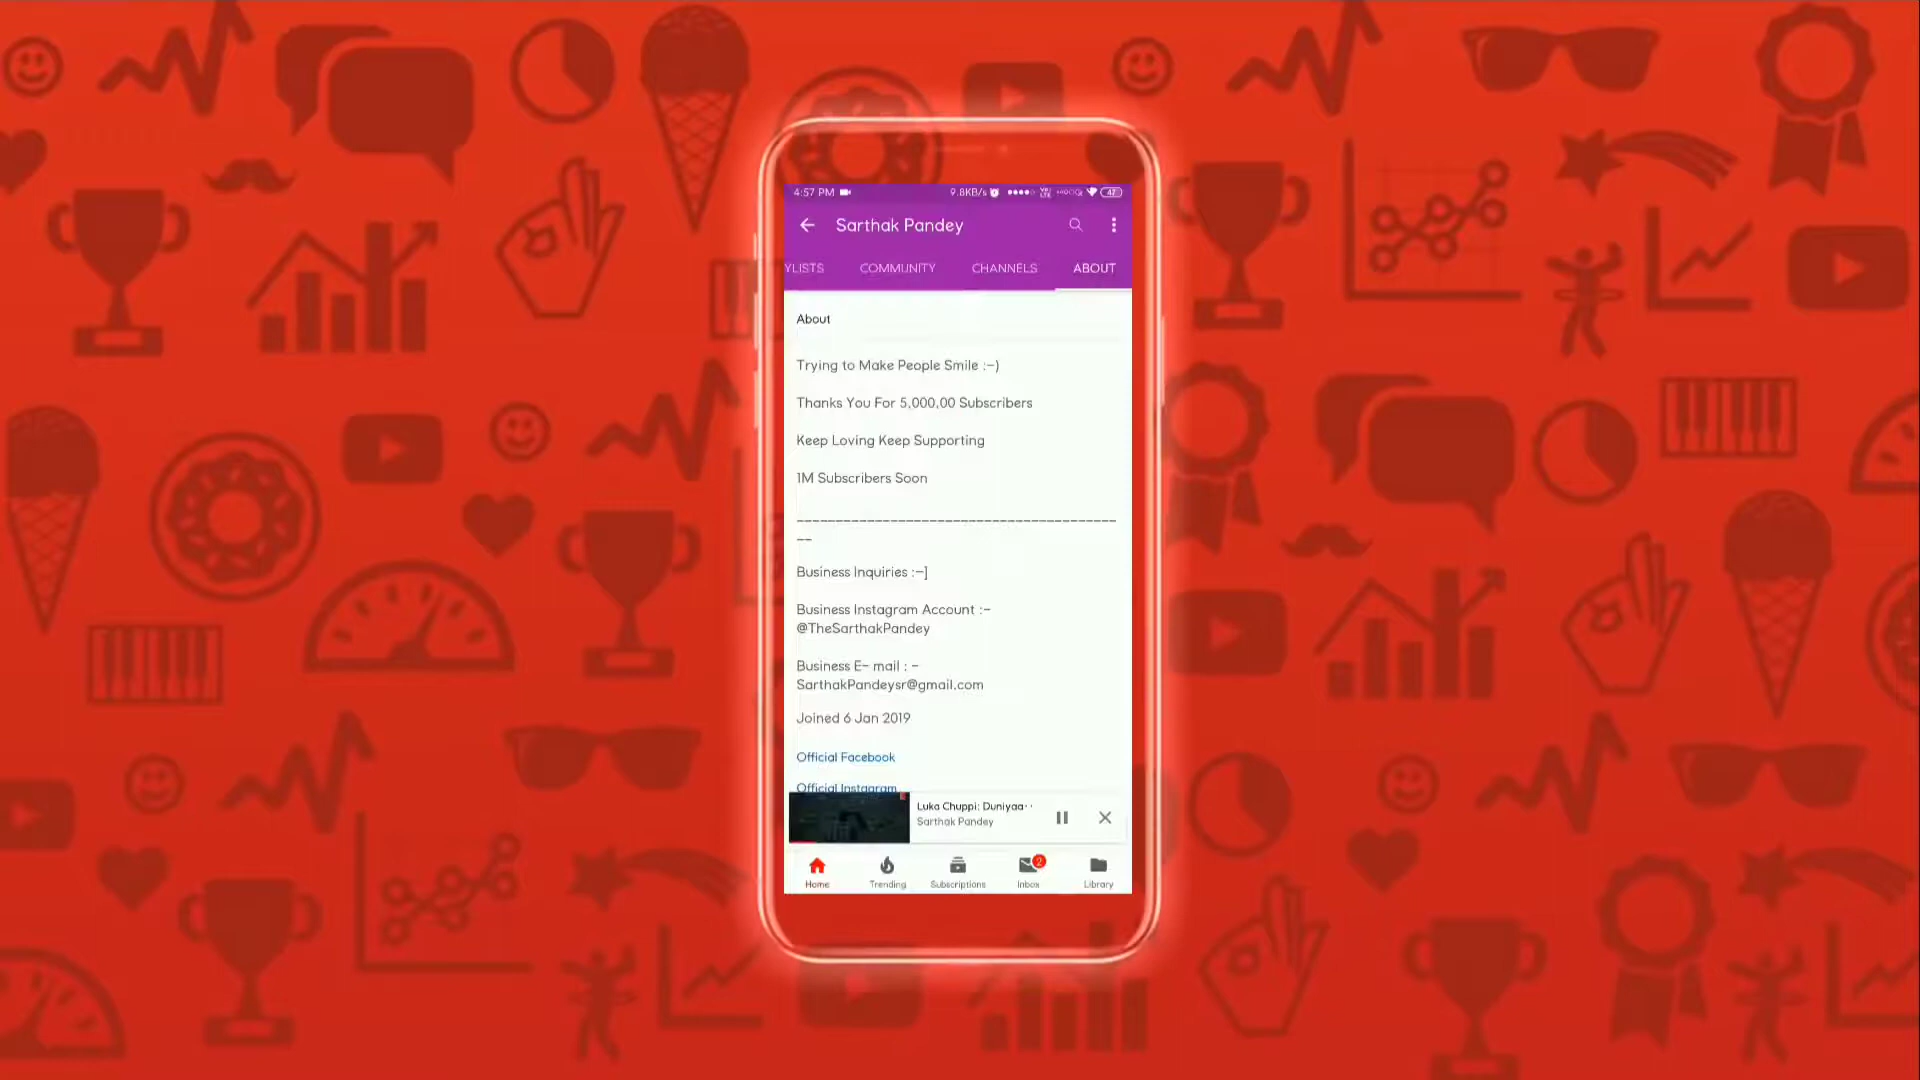 4:57 PM 9.8KB/s 47
Sarthak Pandey
YLISTS COMMUNITY CHANNELS ABOUT
About
Trying to Make People Smile :-)
Thanks You For 5,000,00 Subscribers
Keep Loving Keep Supporting
1M Subscribers Soon
-----------------------------------------
--
Business Inquiries :-]
Business Instagram Account :-
@TheSarthakPandey
Business E- mail : -
SarthakPandeysr@gmail.com
Joined 6 Jan 2019
Official Facebook
Official Instagram
Luka Chuppi: Duniyaa··
Sarthak Pandey
2
Home Trending Subscriptions Inbox Library